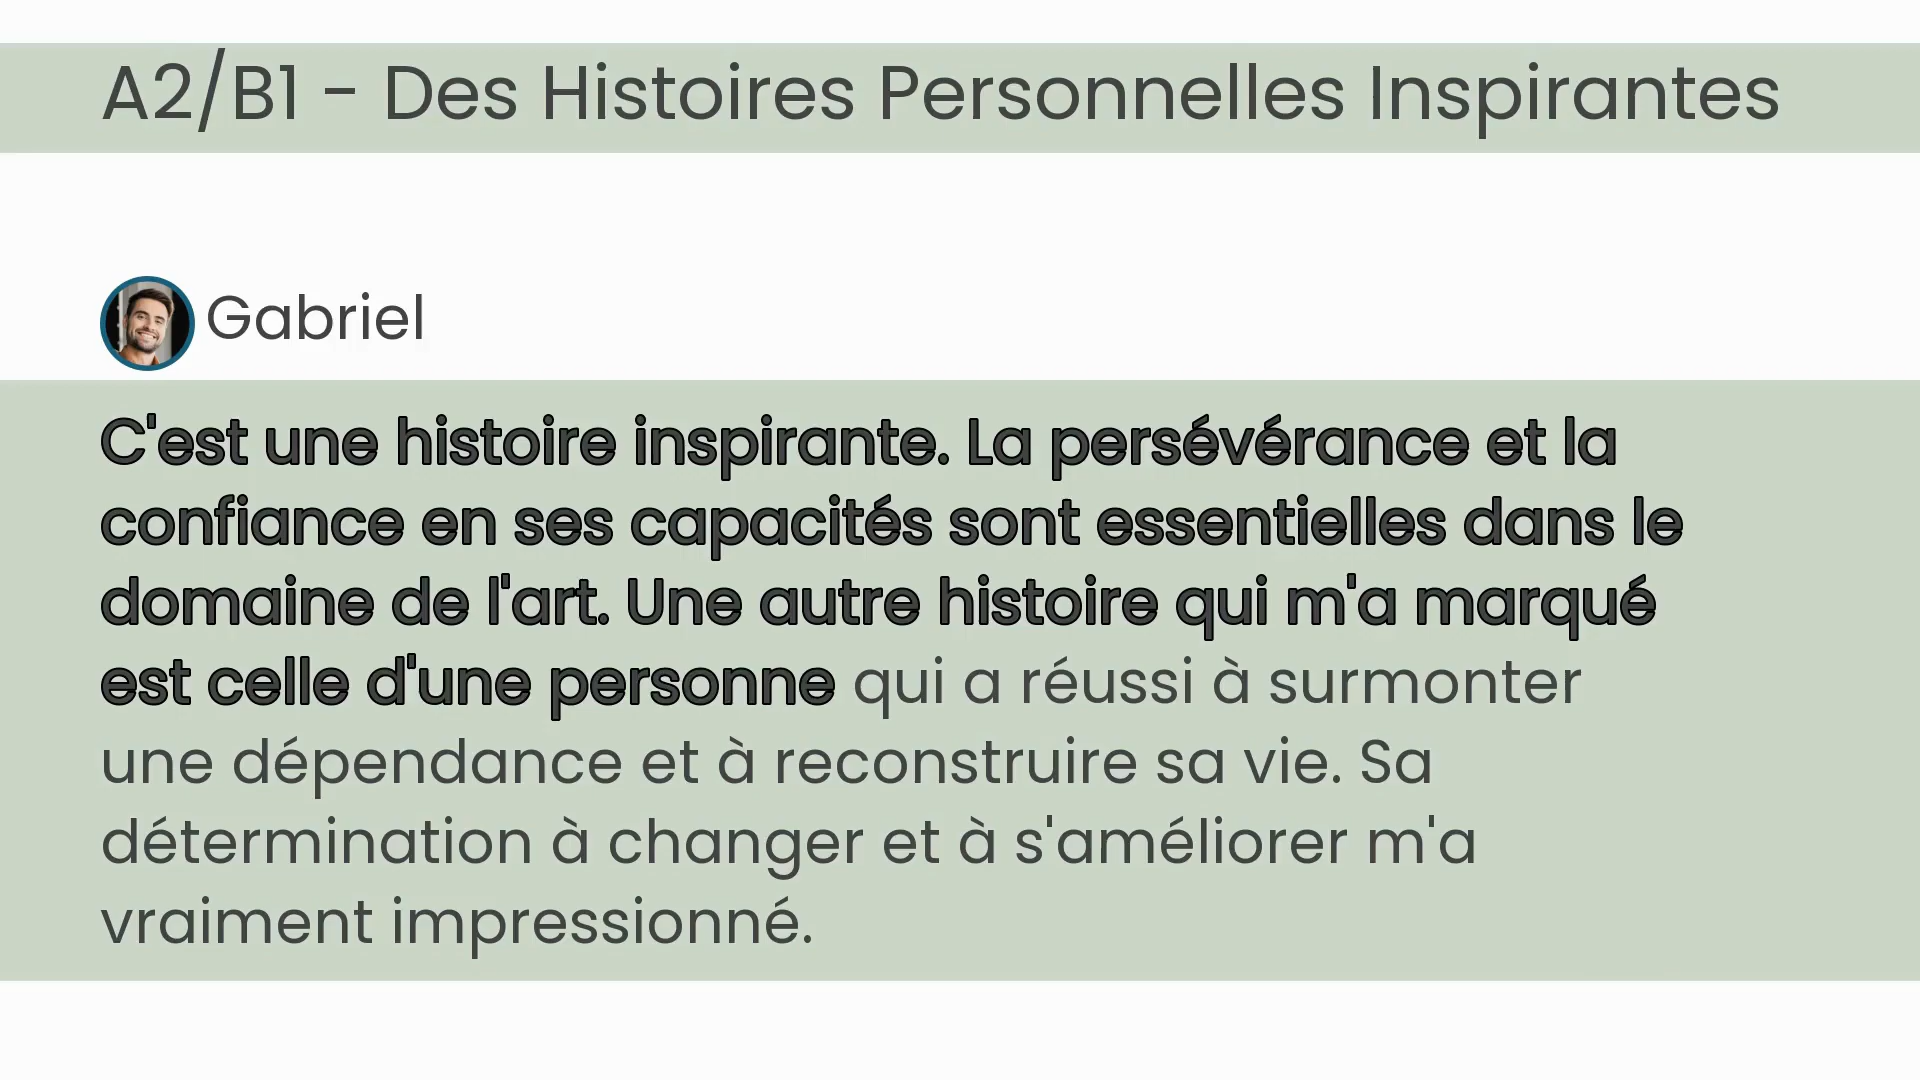 A2/B1 - Des Histoires Personnelles Inspirantes
Gabriel
C'est une histoire inspirante. La persévérance et la
confiance en ses capacités sont essentielles dans le
domaine de l'art. Une autre histoire qui m'a marqué
est celle d'une personne qui a réussi à surmonter
une dépendance et à reconstruire sa vie. Sa
détermination à changer et à s'améliorer m'a
vraiment impressionné.